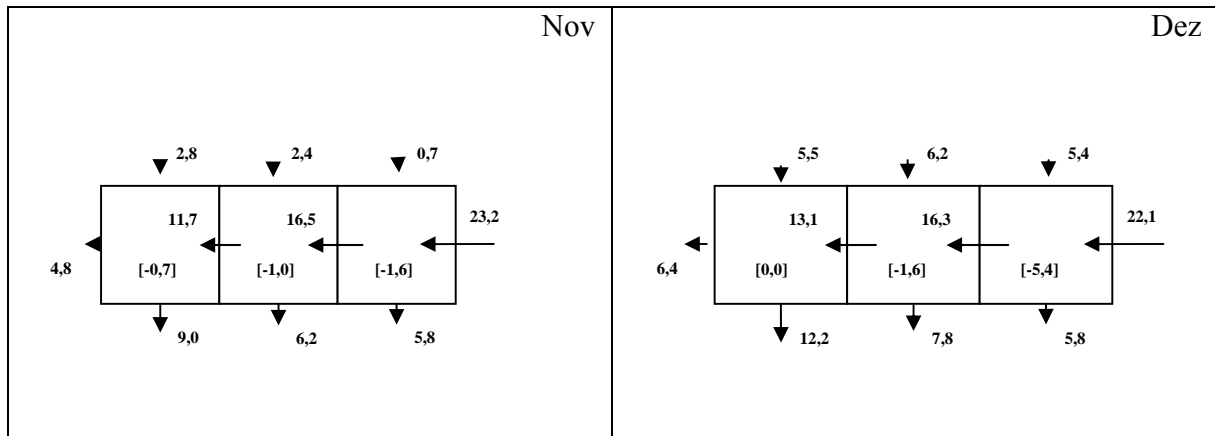 Nov
2,8 2,4 0,7
11,7 16,5 23,2
4,8 [-0,7] [-1,0] [-1,6]
9,0 6,2 5,8
Dez
5,5 6,2 5,4
13,1 16,3 22,1
6,4 [0,0] [-1,6] [-5,4]
12,2 7,8 5,8